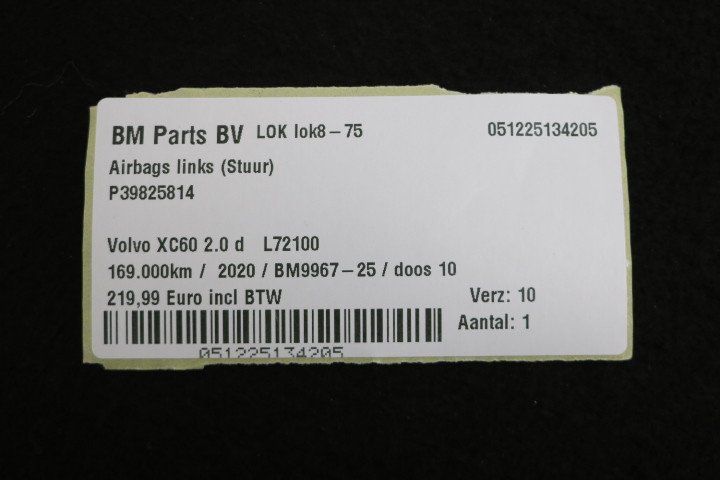 BM Parts BV LOK lok8-75 051225134205
Airbags links (Stuur)
P39825814
Volvo XC60 2.0 d L72100
169.000km / 2020 / BM9967-25 / doos 10
219,99 Euro incl BTW Verz: 10
Aantal: 1
051225134205